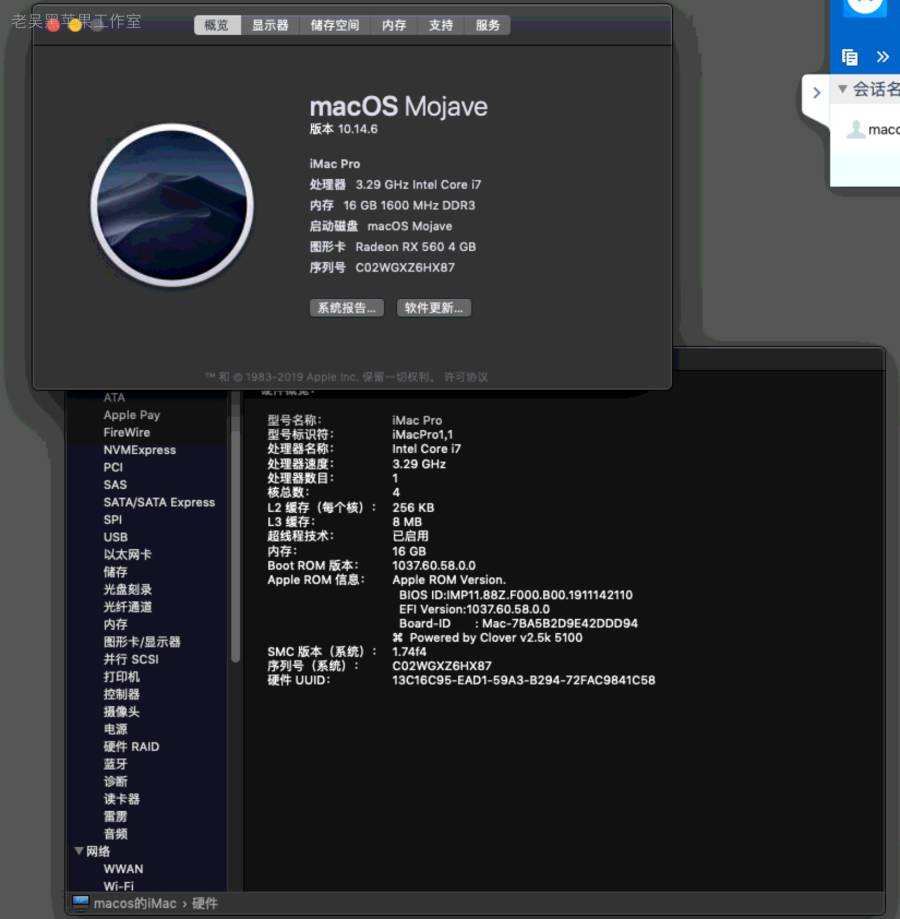 老吴黑苹果工作室
概览 显示器 储存空间 内存 支持 服务
macOS Mojave
版本 10.14.6
iMac Pro
处理器 3.29 GHz Intel Core i7
内存 16 GB 1600 MHz DDR3
启动磁盘 macOS Mojave
图形卡 Radeon RX 560 4 GB
序列号 C02WGXZ6HX87
系统报告... 软件更新...
™ 和 © 1983-2019 Apple Inc. 保留一切权利。 许可协议
会话名
maco
ATA
Apple Pay
FireWire
NVMExpress
PCI
SAS
SATA/SATA Express
SPI
USB
以太网卡
储存
光盘刻录
光纤通道
内存
图形卡/显示器
并行 SCSI
打印机
控制器
摄像头
电源
硬件 RAID
蓝牙
诊断
读卡器
雷雳
音频
网络
WWAN
Wi-Fi
硬件概览:
型号名称: iMac Pro
型号标识符: iMacPro1,1
处理器名称: Intel Core i7
处理器速度: 3.29 GHz
处理器数目: 1
核总数: 4
L2 缓存（每个核）: 256 KB
L3 缓存: 8 MB
超线程技术: 已启用
内存: 16 GB
Boot ROM 版本: 1037.60.58.0.0
Apple ROM 信息: Apple ROM Version.
BIOS ID:IMP11.88Z.F000.B00.1911142110
EFI Version:1037.60.58.0.0
Board-ID : Mac-7BA5B2D9E42DDD94
⌘ Powered by Clover v2.5k 5100
SMC 版本（系统）: 1.74f4
序列号（系统）: C02WGXZ6HX87
硬件 UUID: 13C16C95-EAD1-59A3-B294-72FAC9841C58
macos的iMac › 硬件